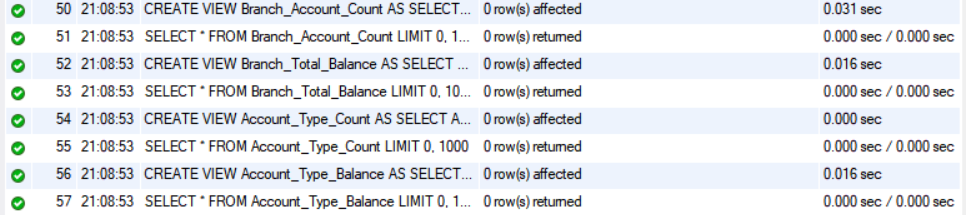 50 21:08:53 CREATE VIEW Branch_Account_Count AS SELECT... 0 row(s) affected 0.031 sec
51 21:08:53 SELECT * FROM Branch_Account_Count LIMIT 0, 1... 0 row(s) returned 0.000 sec / 0.000 sec
52 21:08:53 CREATE VIEW Branch_Total_Balance AS SELECT ... 0 row(s) affected 0.016 sec
53 21:08:53 SELECT * FROM Branch_Total_Balance LIMIT 0, 10... 0 row(s) returned 0.000 sec / 0.000 sec
54 21:08:53 CREATE VIEW Account_Type_Count AS SELECT A... 0 row(s) affected 0.000 sec
55 21:08:53 SELECT * FROM Account_Type_Count LIMIT 0, 1000 0 row(s) returned 0.000 sec / 0.000 sec
56 21:08:53 CREATE VIEW Account_Type_Balance AS SELECT... 0 row(s) affected 0.016 sec
57 21:08:53 SELECT * FROM Account_Type_Balance LIMIT 0, 1... 0 row(s) returned 0.000 sec / 0.000 sec